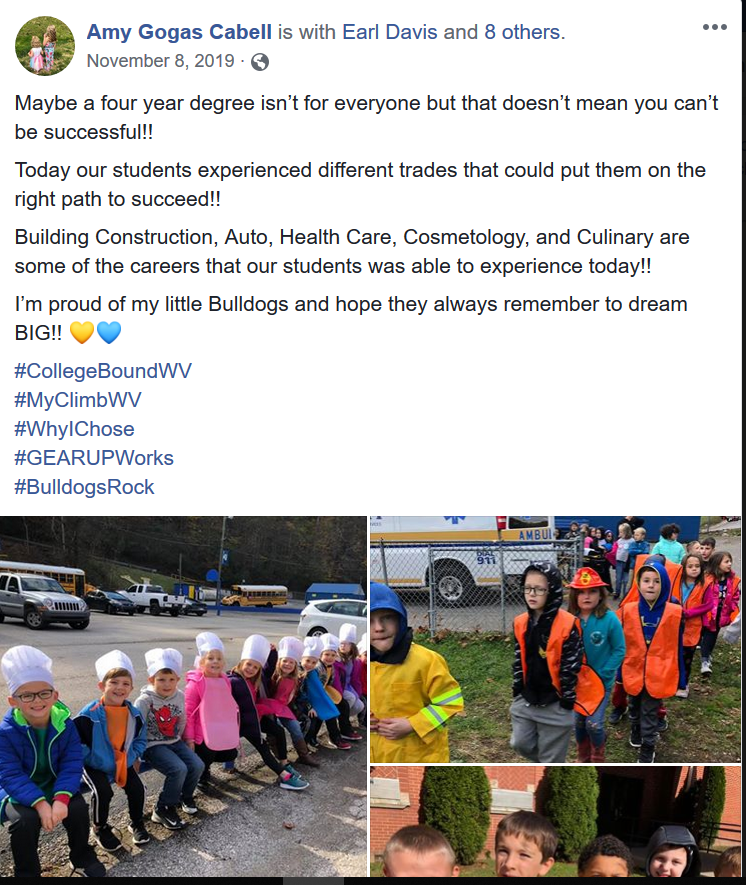 Amy Gogas Cabell is with Earl Davis and 8 others.
November 8, 2019
Maybe a four year degree isn’t for everyone but that doesn’t mean you can’t
be successful!!
Today our students experienced different trades that could put them on the
right path to succeed!!
Building Construction, Auto, Health Care, Cosmetology, and Culinary are
some of the careers that our students was able to experience today!!
I’m proud of my little Bulldogs and hope they always remember to dream
BIG!! 💛💙
#CollegeBoundWV
#MyClimbWV
#WhyIChose
#GEARUPWorks
#BulldogsRock
AMBUL
DIAL
911